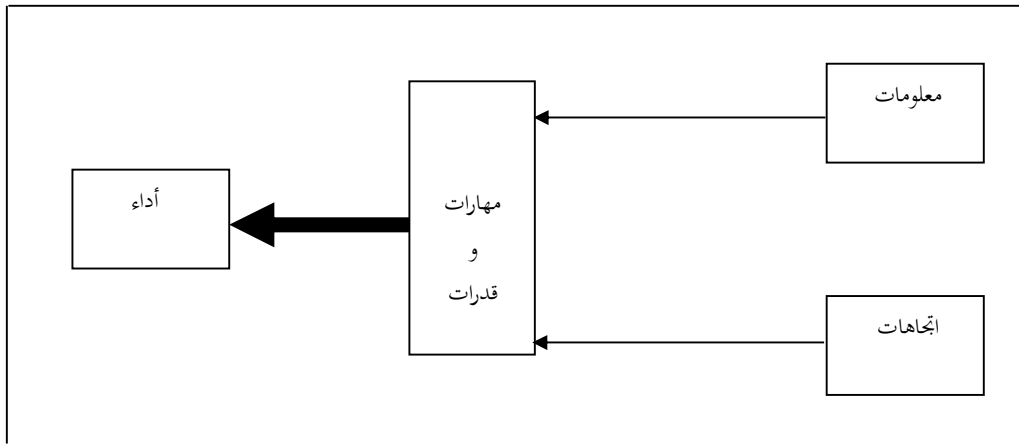 معلومات
مهارات
و
قدرات
أداء
اتجاهات